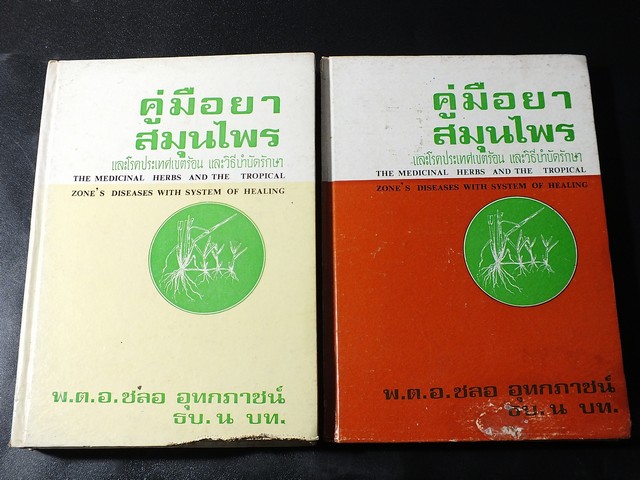 คู่มือยา
สมุนไพร
และโรคประเทศเขตร้อน และวิธีบำบัดรักษา
THE MEDICINAL HERBS AND THE TROPICAL
ZONE'S DISEASES WITH SYSTEM OF HEALING
พ.ต.อ.ชลอ อุทกภาชน์
ธบ. น บท.
คู่มือยา
สมุนไพร
และโรคประเทศเขตร้อน และวิธีบำบัดรักษา
THE MEDICINAL HERBS AND THE TROPICAL
ZONE'S DISEASES WITH SYSTEM OF HEALING
พ.ต.อ.ชลอ อุทกภาชน์
ธบ. น บท.